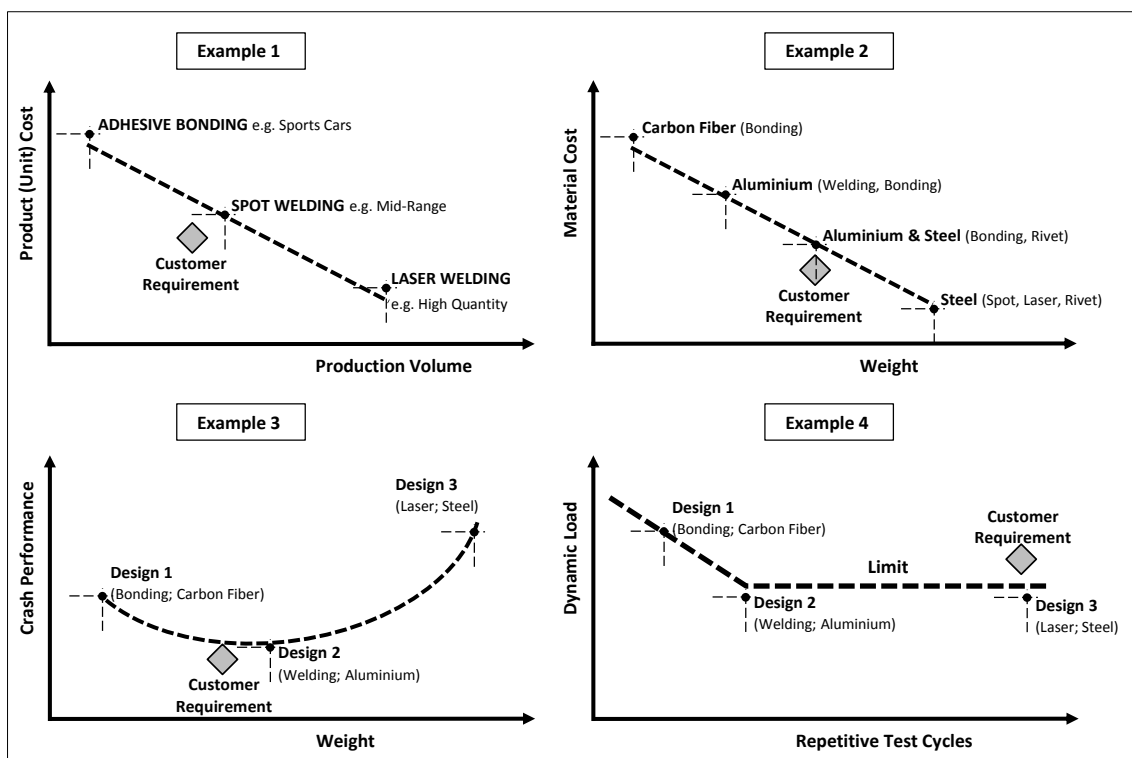 Example 1
Product (Unit) Cost
ADHESIVE BONDING e.g. Sports Cars
SPOT WELDING e.g. Mid-Range
Customer
Requirement
LASER WELDING
e.g. High Quantity
Production Volume
Example 2
Material Cost
Carbon Fiber (Bonding)
Aluminium (Welding, Bonding)
Aluminium & Steel (Bonding, Rivet)
Customer
Requirement
Steel (Spot, Laser, Rivet)
Weight
Example 3
Crash Performance
Design 3
(Laser; Steel)
Design 1
(Bonding; Carbon Fiber)
Design 2
(Welding; Aluminium)
Customer
Requirement
Weight
Example 4
Dynamic Load
Design 1
(Bonding; Carbon Fiber)
Customer
Requirement
Limit
Design 2
(Welding; Aluminium)
Design 3
(Laser; Steel)
Repetitive Test Cycles